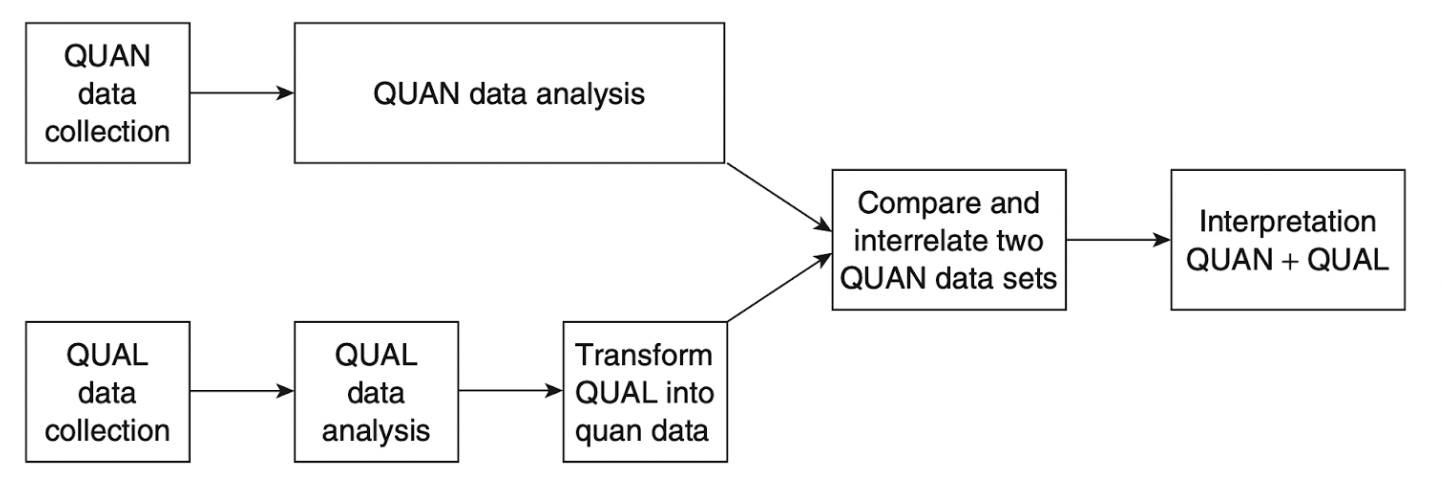 QUAN
data
collection
QUAN data analysis
Compare and
interrelate two
QUAN data sets
Interpretation
QUAN + QUAL
QUAL
data
collection
QUAL
data
analysis
Transform
QUAL into
quan data